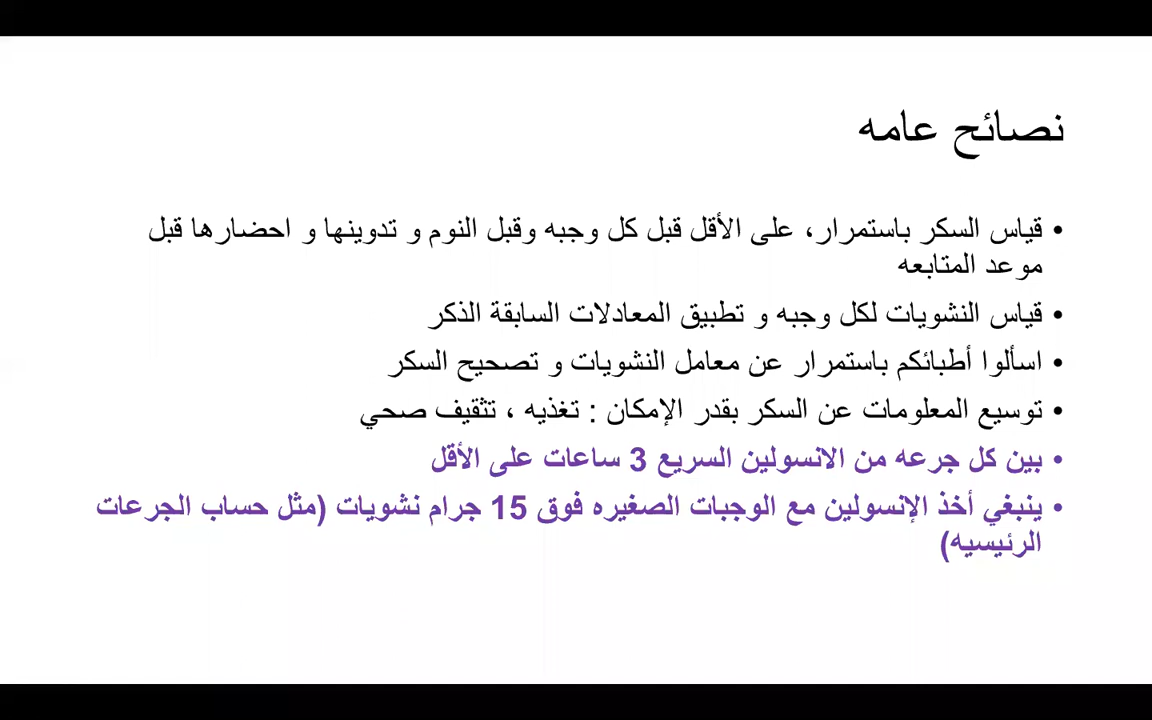 نصائح عامه
• قياس السكر باستمرار، على الأقل قبل كل وجبه وقبل النوم و تدوينها و احضارها قبل
موعد المتابعه
• قياس النشويات لكل وجبه و تطبيق المعادلات السابقة الذكر
• اسألوا أطبائكم باستمرار عن معامل النشويات و تصحيح السكر
• توسيع المعلومات عن السكر بقدر الإمكان : تغذيه ، تثقيف صحي
• بين كل جرعه من الانسولين السريع 3 ساعات على الأقل
• ينبغي أخذ الإنسولين مع الوجبات الصغيره فوق 15 جرام نشويات (مثل حساب الجرعات
الرئيسيه)